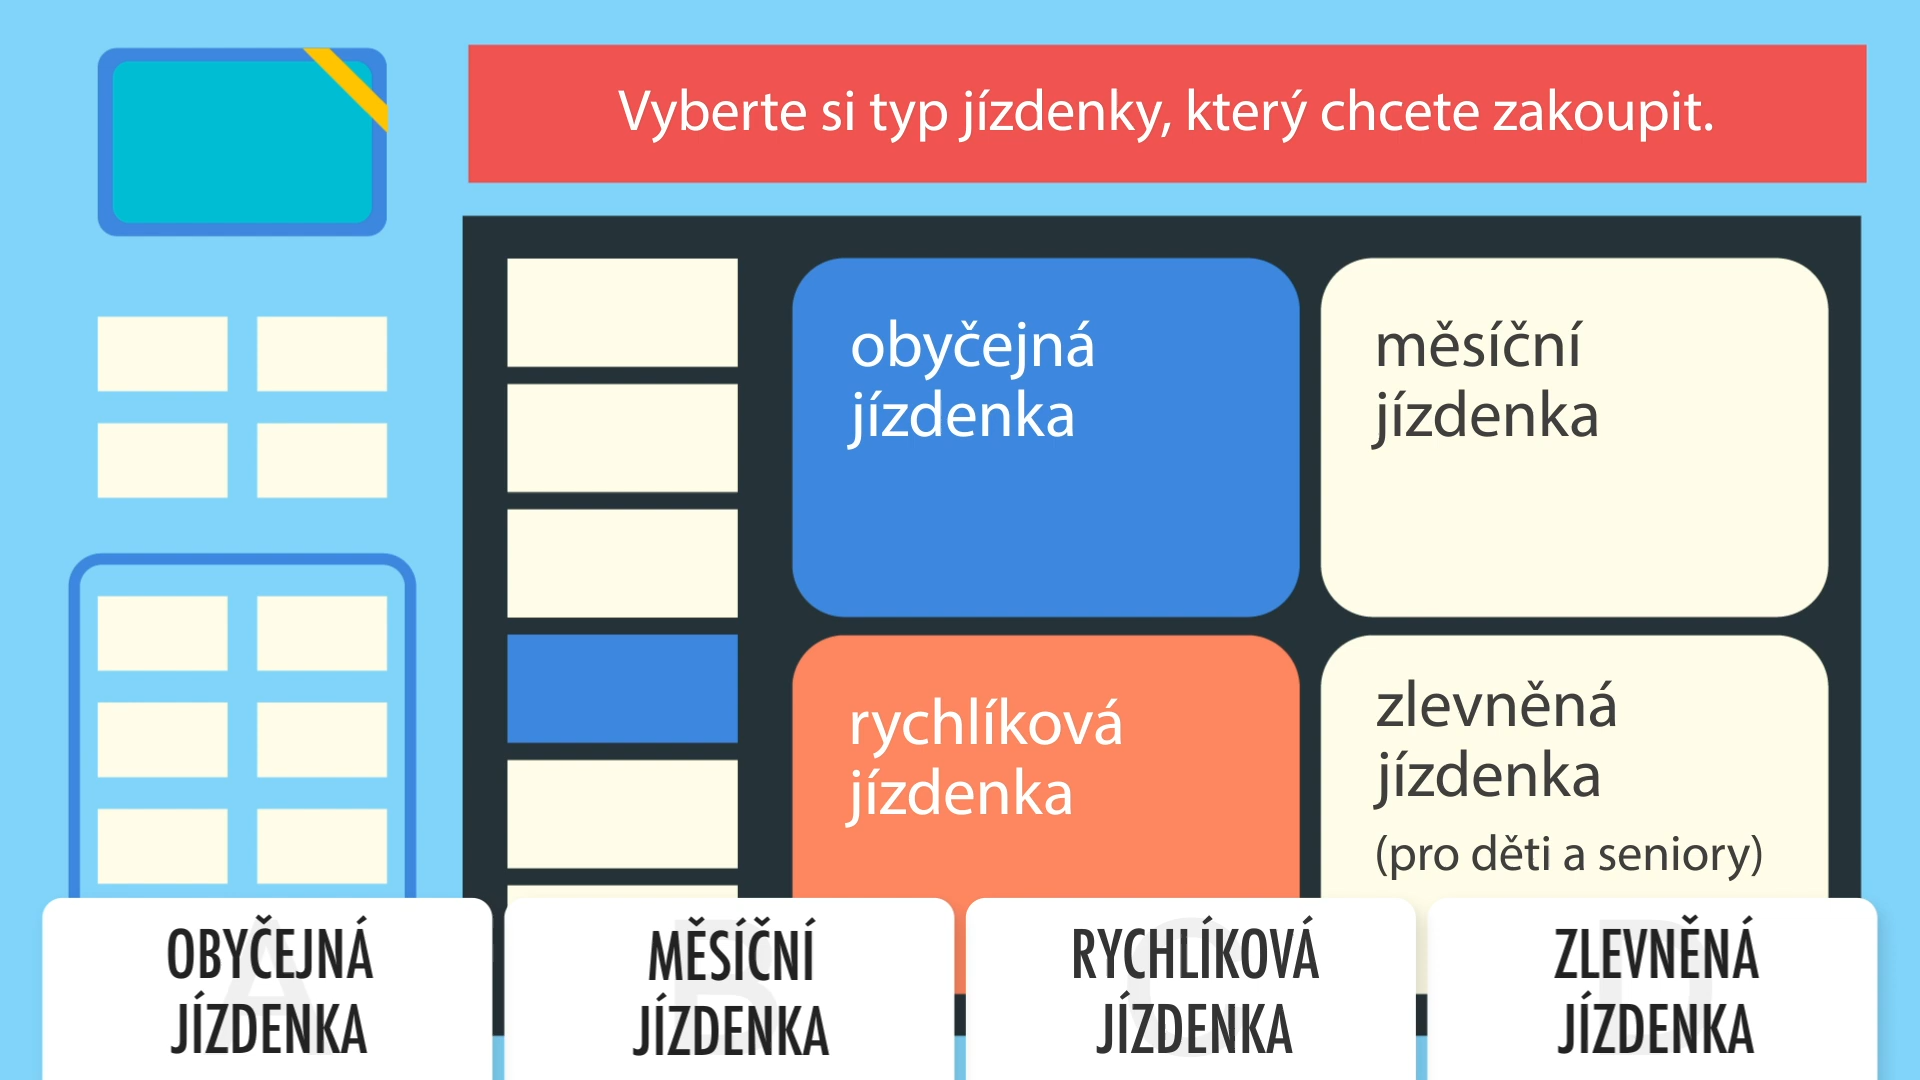 Vyberte si typ jízdenky, který chcete zakoupit.
obyčejná
jízdenka
měsíční
jízdenka
rychlíková
jízdenka
zlevněná
jízdenka
(pro děti a seniory)
A
OBYČEJNÁ
JÍZDENKA
B
MĚSÍČNÍ
JÍZDENKA
C
RYCHLÍKOVÁ
JÍZDENKA
D
ZLEVNĚNÁ
JÍZDENKA